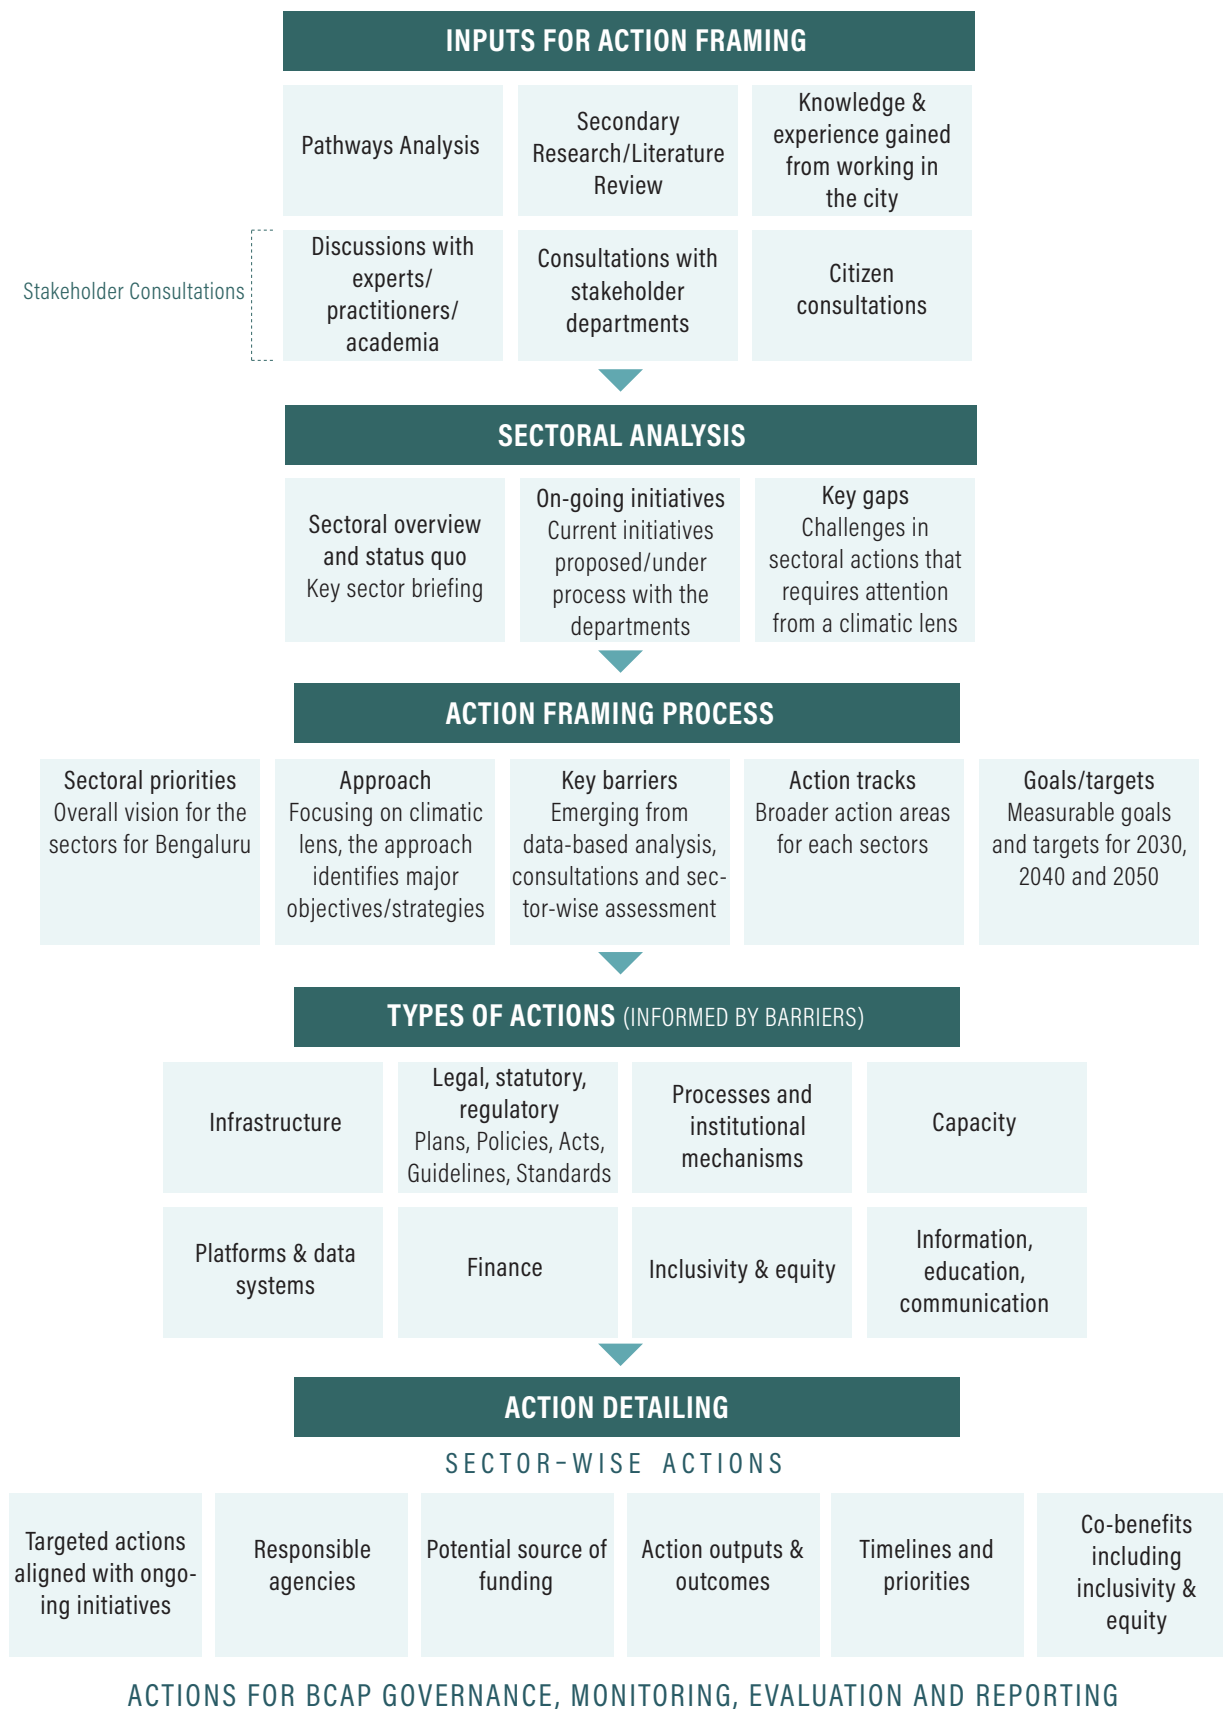 INPUTS FOR ACTION FRAMING
Pathways Analysis
Secondary
Research/Literature
Review
Knowledge &
experience gained
from working in
the city
Stakeholder Consultations
Discussions with
experts/
practitioners/
academia
Consultations with
stakeholder
departments
Citizen
consultations
SECTORAL ANALYSIS
Sectoral overview
and status quo
Key sector briefing
On-going initiatives
Current initiatives
proposed/under
process with the
departments
Key gaps
Challenges in
sectoral actions that
requires attention
from a climatic lens
ACTION FRAMING PROCESS
Sectoral priorities
Overall vision for the
sectors for Bengaluru
Approach
Focusing on climatic
lens, the approach
identifies major
objectives/strategies
Key barriers
Emerging from
data-based analysis,
consultations and sec-
tor-wise assessment
Action tracks
Broader action areas
for each sectors
Goals/targets
Measurable goals
and targets for 2030,
2040 and 2050
TYPES OF ACTIONS (INFORMED BY BARRIERS)
Infrastructure
Legal, statutory,
regulatory
Plans, Policies, Acts,
Guidelines, Standards
Processes and
institutional
mechanisms
Capacity
Platforms & data
systems
Finance
Inclusivity & equity
Information,
education,
communication
ACTION DETAILING
SECTOR-WISE ACTIONS
Targeted actions
aligned with ongo-
ing initiatives
Responsible
agencies
Potential source of
funding
Action outputs &
outcomes
Timelines and
priorities
Co-benefits
including
inclusivity &
equity
ACTIONS FOR BCAP GOVERNANCE, MONITORING, EVALUATION AND REPORTING